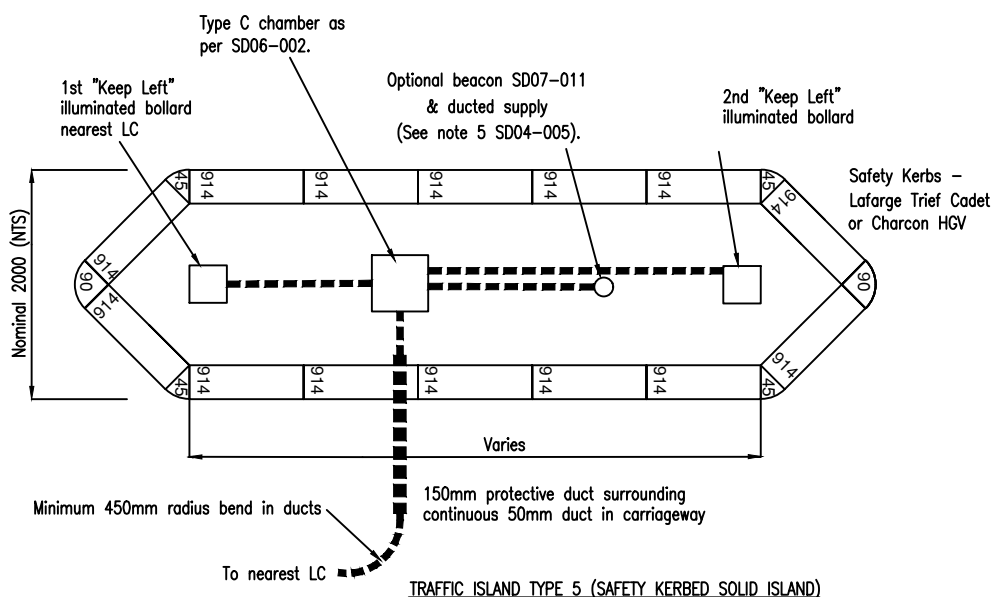 Type C chamber as
per SD06-002.
1st "Keep Left"
illuminated bollard
nearest LC
Optional beacon SD07-011
& ducted supply
(See note 5 SD04-005).
2nd "Keep Left"
illuminated bollard
Safety Kerbs -
Lafarge Trief Cadet
or Charcon HGV
45
914
914
914
914
914
45
914
Nominal 2000 (NTS)
914
90
914
90
45
914
914
914
914
914
914
45
Varies
Minimum 450mm radius bend in ducts
150mm protective duct surrounding
continuous 50mm duct in carriageway
To nearest LC
TRAFFIC ISLAND TYPE 5 (SAFETY KERBED SOLID ISLAND)